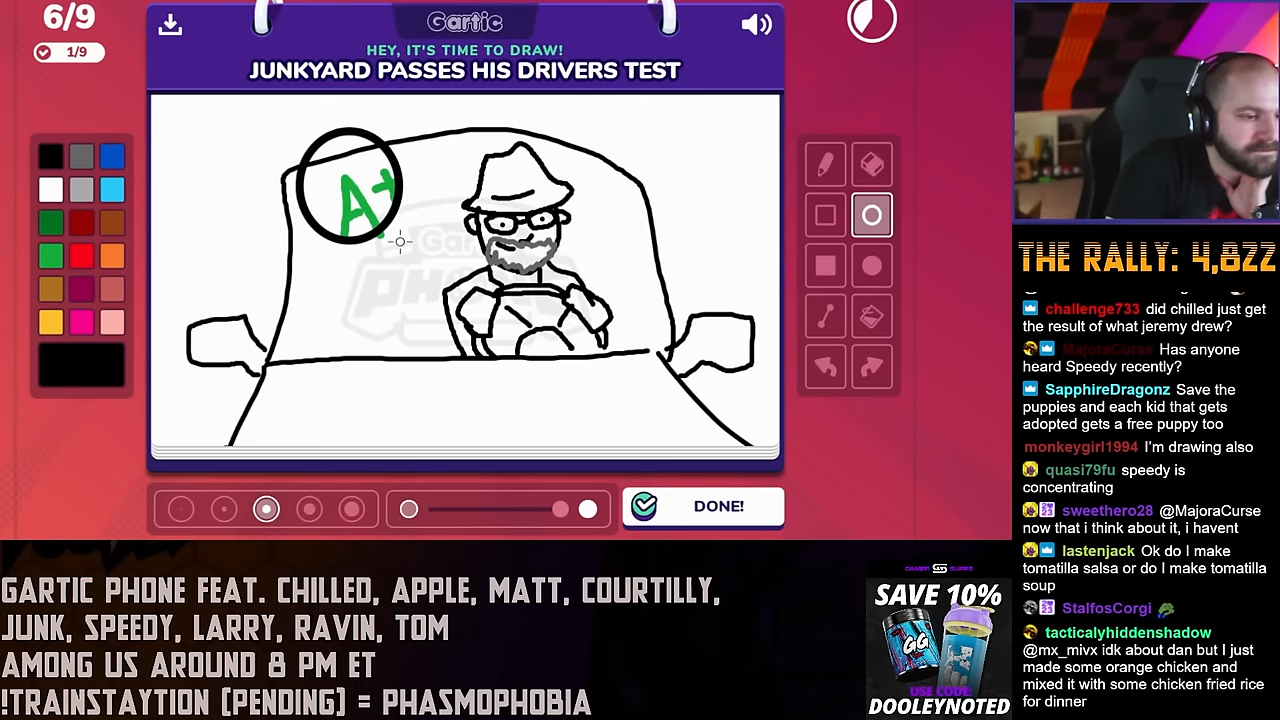 6/9
1/9
Gartic
HEY, IT'S TIME TO DRAW!
JUNKYARD PASSES HIS DRIVERS TEST
A+
Gartic
PHONE
DONE!
THE RALLY: 4,822
challenge733 did chilled just get
the result of what jeremy drew?
MajoraCurse Has anyone
heard Speedy recently?
SapphireDragonz Save the
puppies and each kid that gets
adopted gets a free puppy too
monkeygirl1994 I'm drawing also
quasi79fu speedy is
concentrating
sweethero28 @MajoraCurse
now that i think about it, i havent
lastenjack Ok do I make
tomatilla salsa or do I make tomatilla
soup
StalfosCorgi
tacticalyhiddenshadow
@mx_mivx idk about dan but I just
made some orange chicken and
mixed it with some chicken fried rice
for dinner
GARTIC PHONE FEAT. CHILLED, APPLE, MATT, COURTILLY,
JUNK, SPEEDY, LARRY, RAVIN, TOM
AMONG US AROUND 8 PM ET
!TRAINSTAYTION (PENDING) = PHASMOPHOBIA
GAMER SUPPS
SAVE 10%
GG
USE CODE:
DOOLEYNOTED